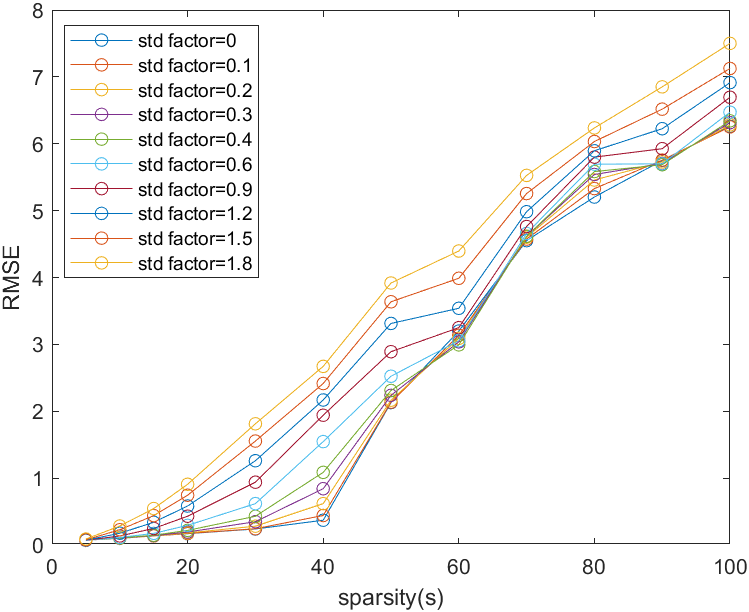 8
7
6
5
4
3
2
1
0
RMSE
std factor=0
std factor=0.1
std factor=0.2
std factor=0.3
std factor=0.4
std factor=0.6
std factor=0.9
std factor=1.2
std factor=1.5
std factor=1.8
0 20 40 60 80 100
sparsity(s)